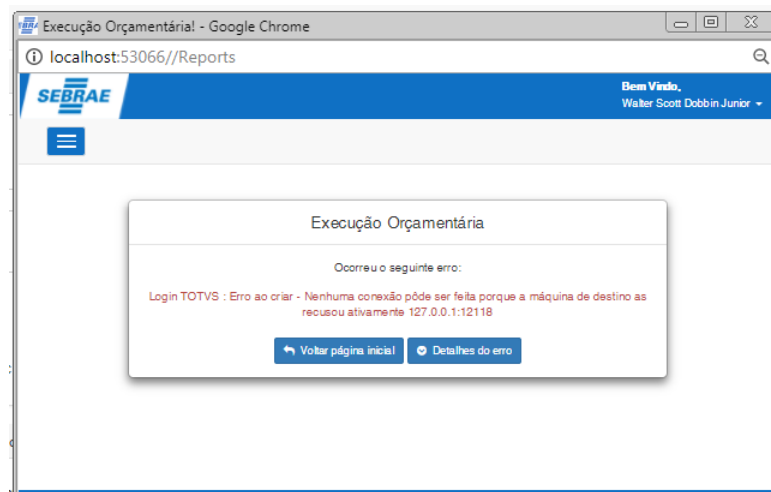 Execução Orçamentária! - Google Chrome
localhost:53066//Reports
SEBRAE
Bem Vindo,
Walter Scott Dobbin Junior
Execução Orçamentária
Ocorreu o seguinte erro:
Login TOTVS : Erro ao criar - Nenhuma conexão pôde ser feita porque a máquina de destino as
recusou ativamente 127.0.0.1:12118
Voltar página inicial
Detalhes do erro